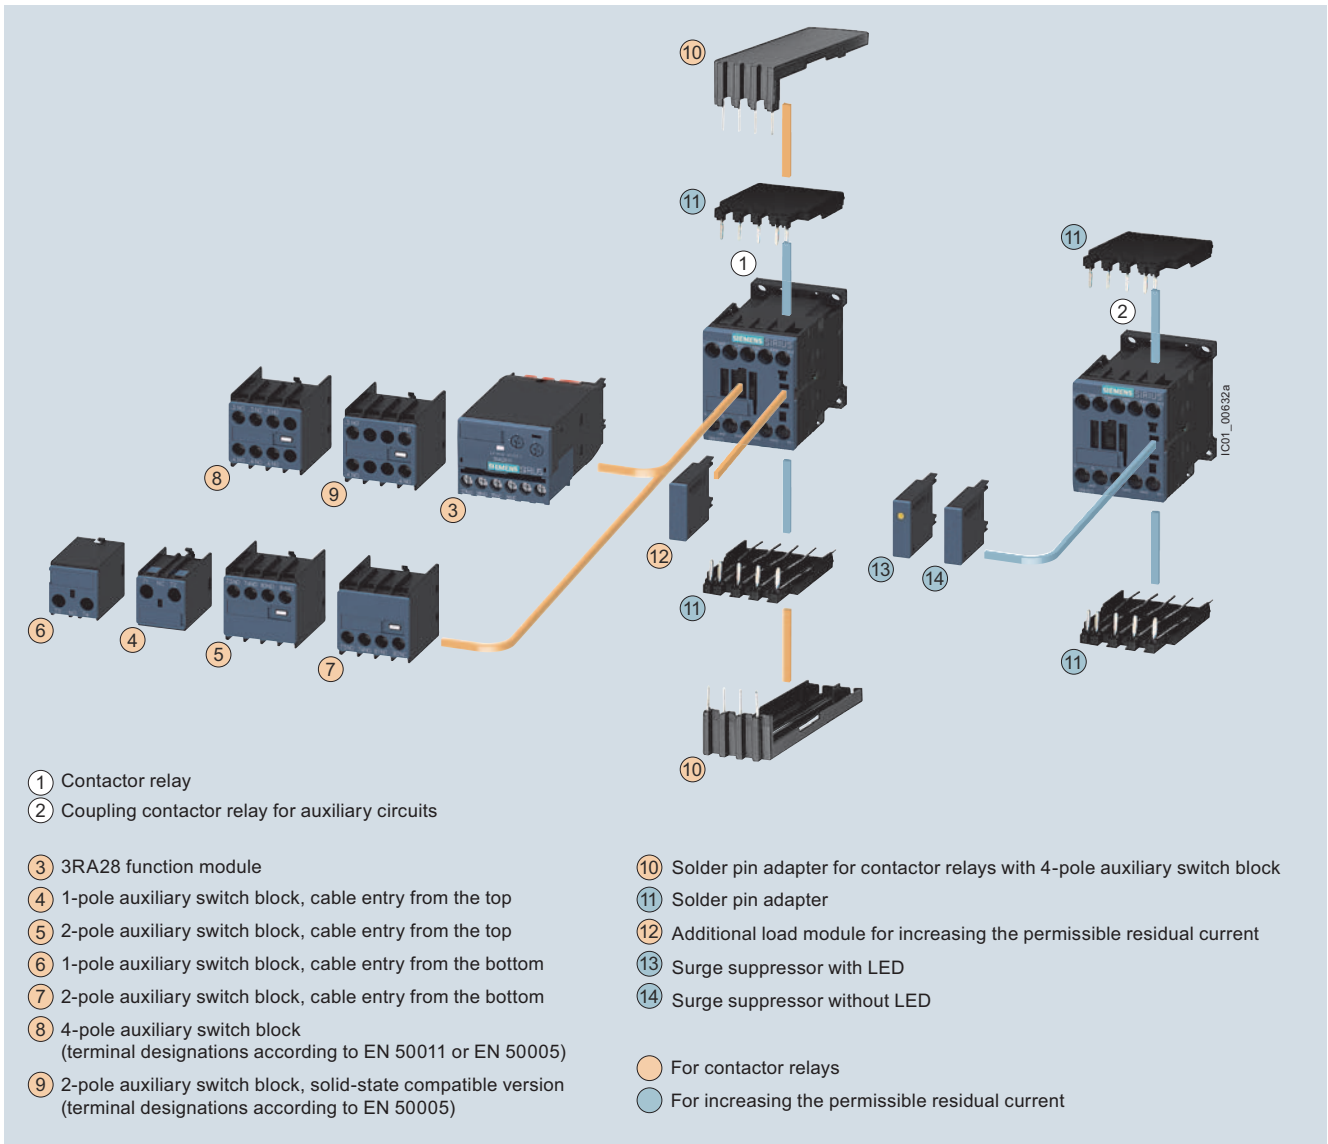 10
11
1
11
2
SIEMENS SIRIUS
SIEMENS
IC01_00632a
SIEMENS SIRIUS
8
9
3
12
13
14
6
4
5
7
11
11
10
1 Contactor relay
2 Coupling contactor relay for auxiliary circuits
3 3RA28 function module
4 1-pole auxiliary switch block, cable entry from the top
5 2-pole auxiliary switch block, cable entry from the top
6 1-pole auxiliary switch block, cable entry from the bottom
7 2-pole auxiliary switch block, cable entry from the bottom
8 4-pole auxiliary switch block
(terminal designations according to EN 50011 or EN 50005)
9 2-pole auxiliary switch block, solid-state compatible version
(terminal designations according to EN 50005)
10 Solder pin adapter for contactor relays with 4-pole auxiliary switch block
11 Solder pin adapter
12 Additional load module for increasing the permissible residual current
13 Surge suppressor with LED
14 Surge suppressor without LED
For contactor relays
For increasing the permissible residual current